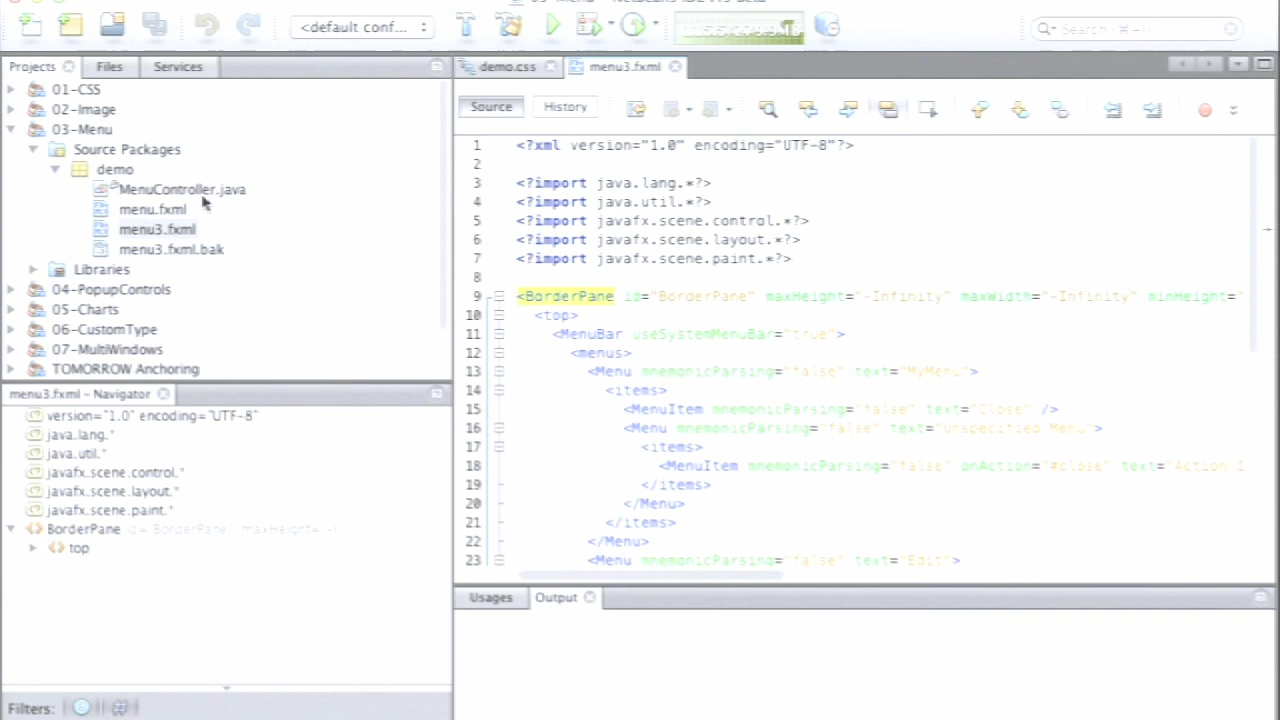 <default conf...
Search (⌘+I)
Projects
Files
Services
01-CSS
02-Image
03-Menu
Source Packages
demo
MenuController.java
menu.fxml
menu3.fxml
menu3.fxml.bak
Libraries
04-PopupControls
05-Charts
06-CustomType
07-MultiWindows
TOMORROW Anchoring
menu3.fxml - Navigator
version="1.0" encoding="UTF-8"
java.lang.*
java.util.*
javafx.scene.control.*
javafx.scene.layout.*
javafx.scene.paint.*
BorderPane id=BorderPane, maxHeight=
top
Filters:
demo.css
menu3.fxml
Source
History
1 <?xml version="1.0" encoding="UTF-8"?>
2
3 <?import java.lang.*?>
4 <?import java.util.*?>
5 <?import javafx.scene.control.*?>
6 <?import javafx.scene.layout.*?>
7 <?import javafx.scene.paint.*?>
8
9 <BorderPane id="BorderPane" maxHeight="-Infinity" maxWidth="-Infinity" minHeight="
10 <top>
11 <MenuBar useSystemMenuBar="true">
12 <menus>
13 <Menu mnemonicParsing="false" text="MyMenu">
14 <items>
15 <MenuItem mnemonicParsing="false" text="Close" />
16 <Menu mnemonicParsing="false" text="Unspecified Menu">
17 <items>
18 <MenuItem mnemonicParsing="false" onAction="#close" text="Action 1
19 </items>
20 </Menu>
21 </items>
22 </Menu>
23 <Menu mnemonicParsing="false" text="Edit">
Usages
Output